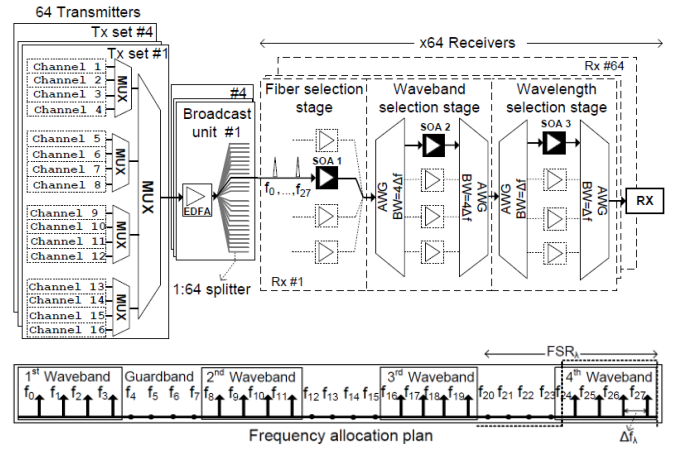 64 Transmitters
Tx set #4
Tx set #1
Channel 1
Channel 2
Channel 3
Channel 4
MUX
Channel 5
Channel 6
Channel 7
Channel 8
MUX
Channel 9
Channel 10
Channel 11
Channel 12
MUX
Channel 13
Channel 14
Channel 15
Channel 16
MUX
MUX
#4
Broadcast
unit #1
EDFA
1:64 splitter
x64 Receivers
Rx #64
Fiber selection
stage
SOA 1
f0,...,f27
Rx #1
Waveband
selection stage
SOA 2
AWG
BW=4Δf
AWG
BW=4Δf
Wavelength
selection stage
SOA 3
AWG
BW=Δf
AWG
BW=Δf
RX
FSRλ
1st Waveband
Guardband
2nd Waveband
3rd Waveband
4th Waveband
f0 f1 f2 f3 f4 f5 f6 f7 f8 f9 f10 f11 f12 f13 f14 f15 f16 f17 f18 f19 f20 f21 f22 f23 f24 f25 f26 f27
Frequency allocation plan
Δfλ